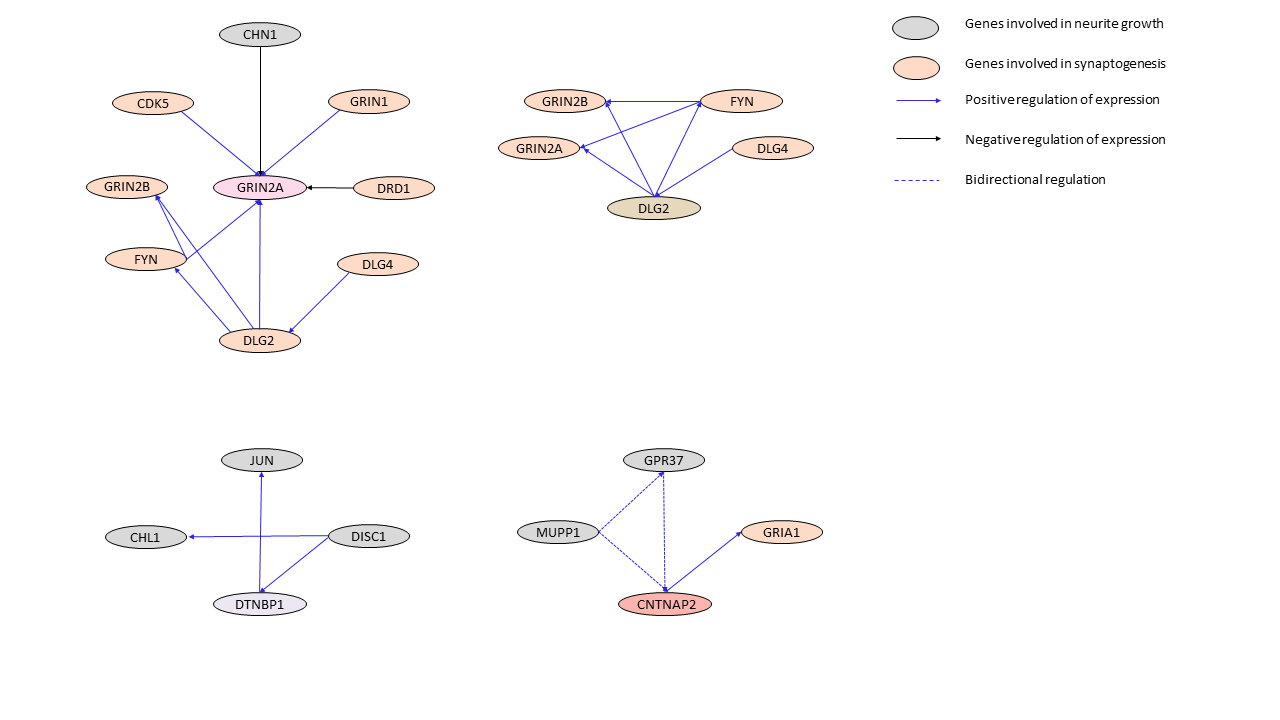 CHN1
CDK5
GRIN1
GRIN2B
GRIN2A
DRD1
FYN
DLG4
DLG2
GRIN2B
FYN
GRIN2A
DLG4
DLG2
Genes involved in neurite growth
Genes involved in synaptogenesis
Positive regulation of expression
Negative regulation of expression
Bidirectional regulation
JUN
CHL1
DISC1
DTNBP1
GPR37
MUPP1
GRIA1
CNTNAP2